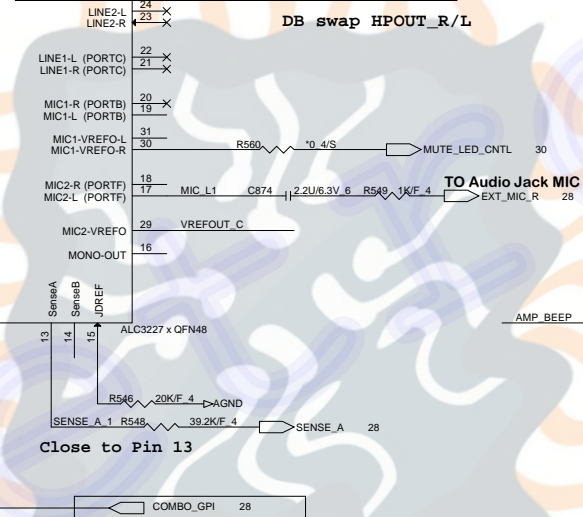 LINE2-L 24
LINE2-R 23
DB swap HPOUT_R/L
LINE1-L (PORTC) 22
LINE1-R (PORTC) 21
MIC1-R (PORTB) 20
MIC1-L (PORTB) 19
MIC1-VREFO-L 31
MIC1-VREFO-R 30 R560 *0_4/S MUTE_LED_CNTL 30
TO Audio Jack MIC
MIC2-R (PORTF) 18
MIC2-L (PORTF) 17 MIC_L1 C874 2.2U/6.3V_6 R549 1K/F_4 EXT_MIC_R 28
MIC2-VREFO 29 VREFOUT_C
MONO-OUT 16
SenseA
SenseB
JDREF
AMP_BEEP
ALC3227 x QFN48
13
14
15
R546 20K/F_4 AGND
SENSE_A_1 R548 39.2K/F_4 SENSE_A 28
Close to Pin 13
COMBO_GPI 28